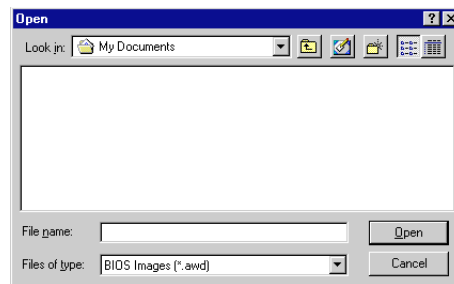 Open
Look in: My Documents
File name: Open
Files of type: BIOS Images (*.awd) Cancel